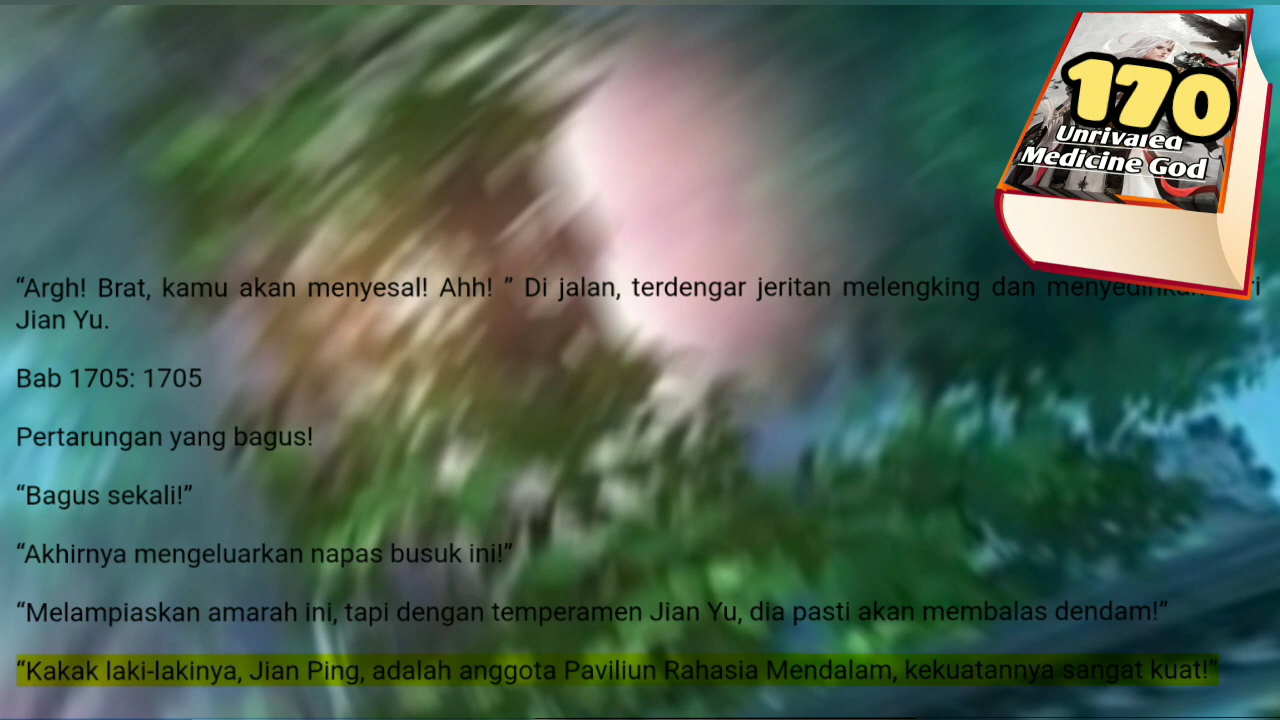 170
Unrivaled
Medicine God
“Argh! Brat, kamu akan menyesal! Ahh! ” Di jalan, terdengar jeritan melengking dan menyedihkan
Jian Yu.
Bab 1705: 1705
Pertarungan yang bagus!
“Bagus sekali!”
“Akhirnya mengeluarkan napas busuk ini!”
“Melampiaskan amarah ini, tapi dengan temperamen Jian Yu, dia pasti akan membalas dendam!”
“Kakak laki-lakinya, Jian Ping, adalah anggota Paviliun Rahasia Mendalam, kekuatannya sangat kuat!”